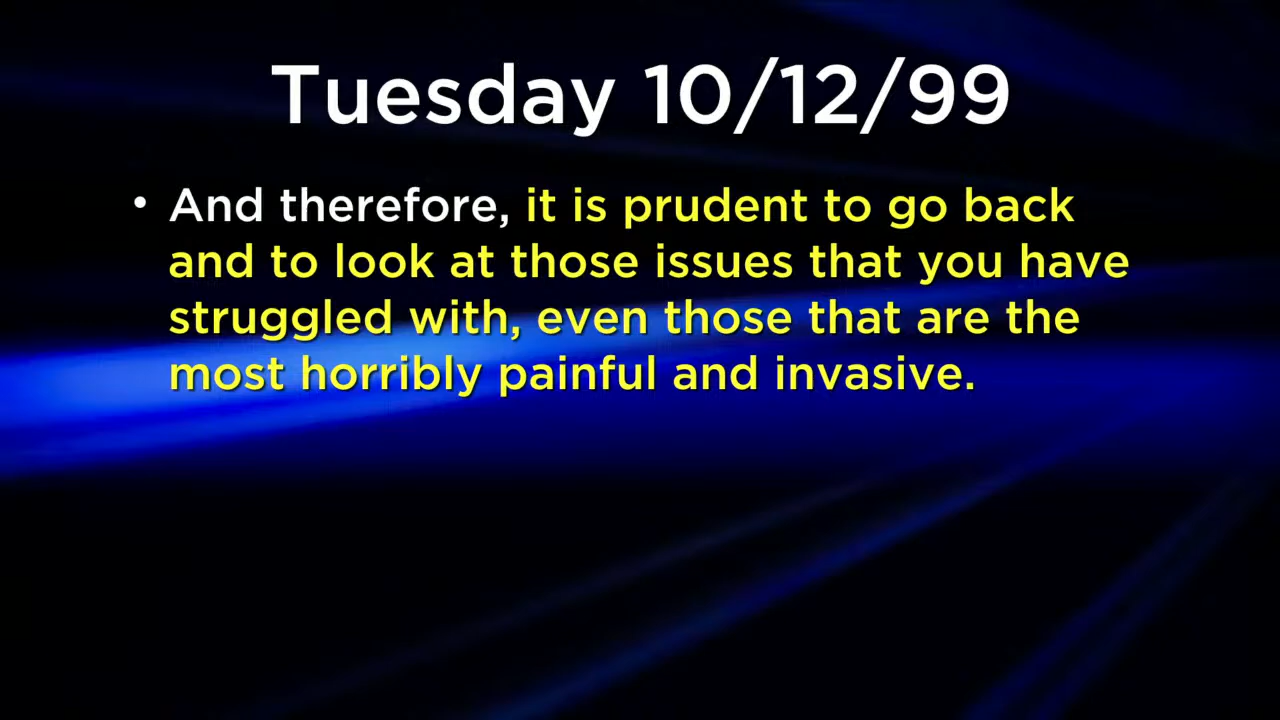 Tuesday 10/12/99
• And therefore, it is prudent to go back
and to look at those issues that you have
struggled with, even those that are the
most horribly painful and invasive.